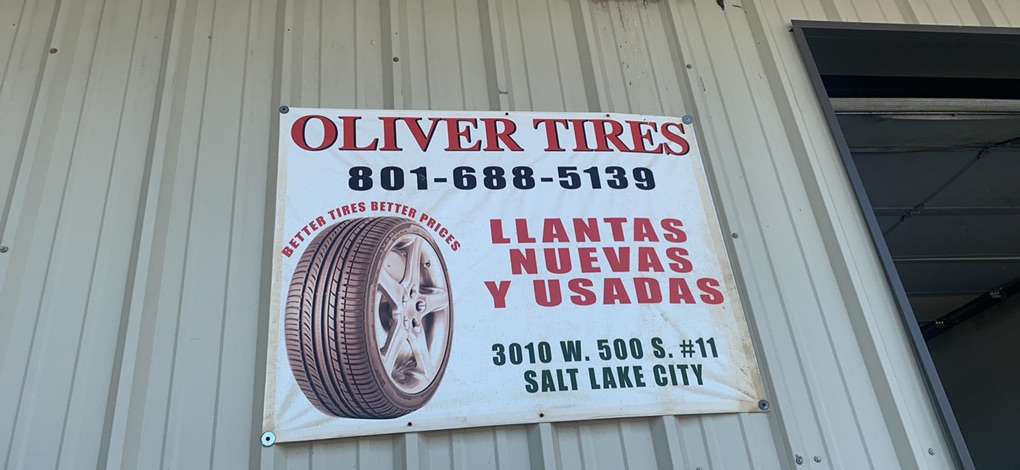 OLIVER TIRES
801-688-5139
BETTER TIRES BETTER PRICES
LLANTAS
NUEVAS
Y USADAS
3010 W. 500 S. #11
SALT LAKE CITY